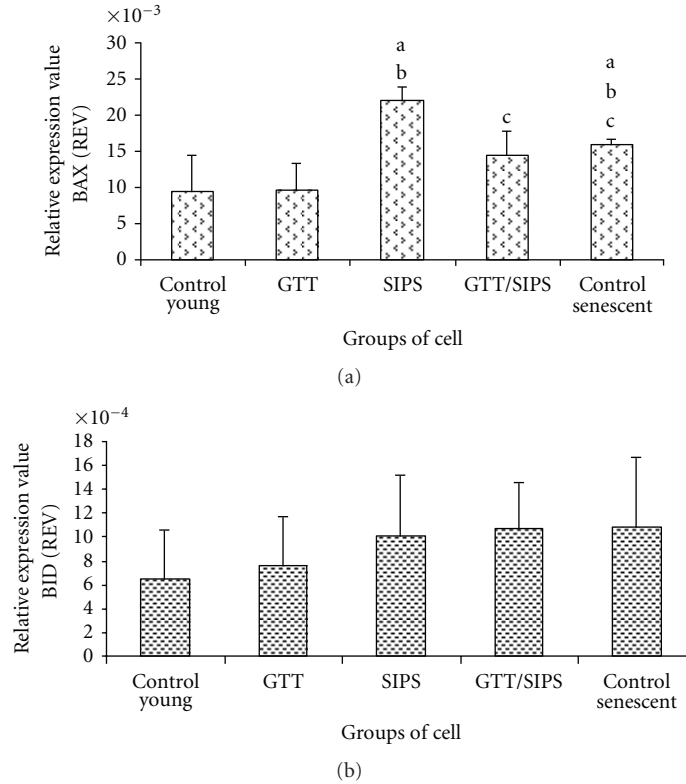 ×10⁻³
Relative expression value
BAX (REV)
30
25
20
15
10
5
0
a
b
c
a
b
c
Control
young
GTT
SIPS
GTT/SIPS
Control
senescent
Groups of cell
(a)
×10⁻⁴
Relative expression value
BID (REV)
18
16
14
12
10
8
6
4
2
0
Control
young
GTT
SIPS
GTT/SIPS
Control
senescent
Groups of cell
(b)